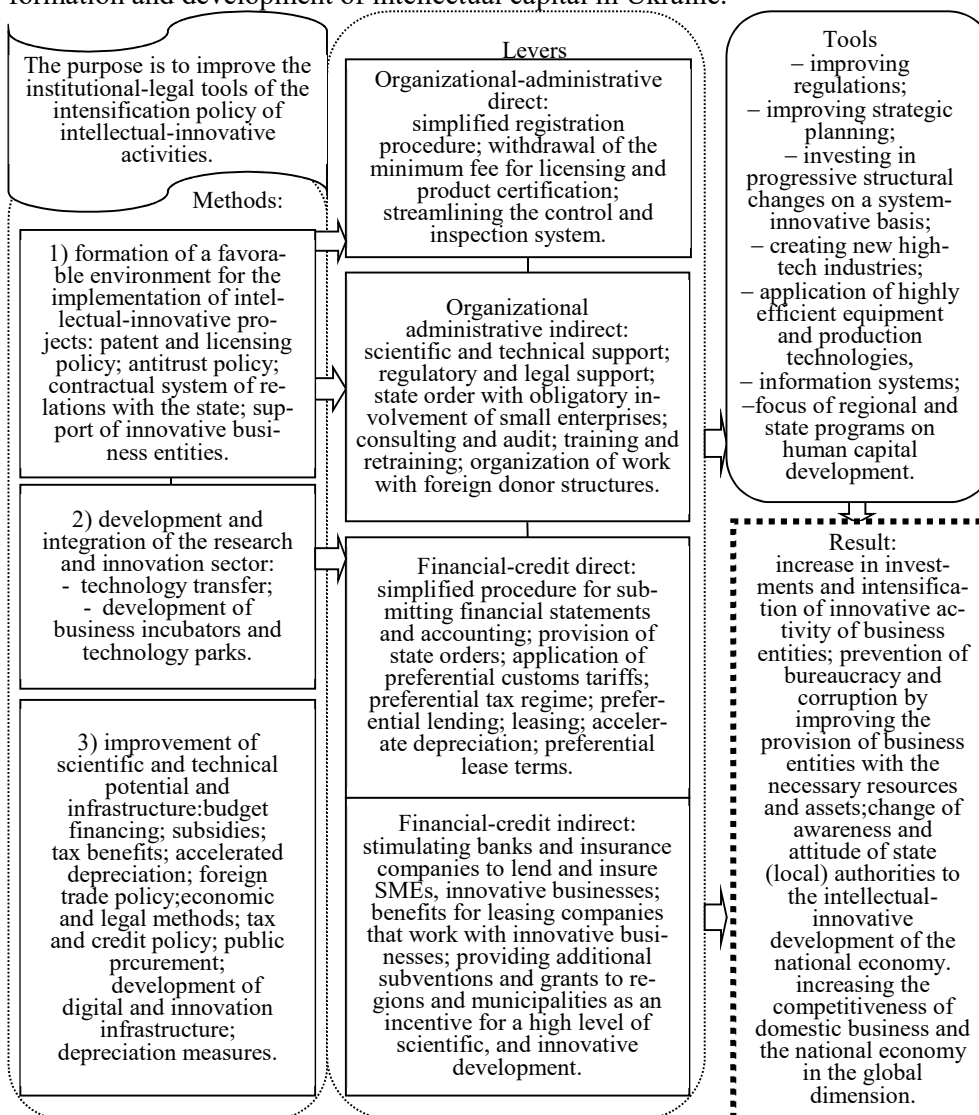 formation and development of intellectual capital in Ukraine.
The purpose is to improve the
institutional-legal tools of the
intensification policy of
intellectual-innovative
activities.
Methods:
1) formation of a favora-
ble environment for the
implementation of intel-
lectual-innovative pro-
jects: patent and licensing
policy; antitrust policy;
contractual system of re-
lations with the state; sup-
port of innovative busi-
ness entities.
2) development and
integration of the research
and innovation sector:
- technology transfer;
- development of
business incubators and
technology parks.
3) improvement of
scientific and technical
potential and
infrastructure:budget
financing; subsidies;
tax benefits; accelerated
depreciation; foreign
trade policy;economic
and legal methods; tax
and credit policy; public
prcurement;
development of
digital and innovation
infrastructure;
depreciation measures.
Levers
Organizational-administrative
direct:
simplified registration
procedure; withdrawal of the
minimum fee for licensing and
product certification;
streamlining the control and
inspection system.
Organizational
administrative indirect:
scientific and technical support;
regulatory and legal support;
state order with obligatory in-
volvement of small enterprises;
consulting and audit; training and
retraining; organization of work
with foreign donor structures.
Financial-credit direct:
simplified procedure for sub-
mitting financial statements
and accounting; provision of
state orders; application of
preferential customs tariffs;
preferential tax regime; prefer-
ential lending; leasing; acceler-
ate depreciation; preferential
lease terms.
Financial-credit indirect:
stimulating banks and insurance
companies to lend and insure
SMEs, innovative businesses;
benefits for leasing companies
that work with innovative busi-
nesses; providing additional
subventions and grants to re-
gions and municipalities as an
incentive for a high level of
scientific, and innovative
development.
Tools
– improving
regulations;
– improving strategic
planning;
– investing in
progressive structural
changes on a system-
innovative basis;
– creating new high-
tech industries;
– application of highly
efficient equipment
and production
technologies,
– information systems;
–focus of regional and
state programs on
human capital
development.
Result:
increase in invest-
ments and intensifica-
tion of innovative ac-
tivity of business
entities; prevention of
bureaucracy and
corruption by
improving the
provision of business
entities with the
necessary resources
and assets;change of
awareness and
attitude of state
(local) authorities to
the intellectual-
innovative
development of the
national economy.
increasing the
competitiveness of
domestic business and
the national economy
in the global
dimension.